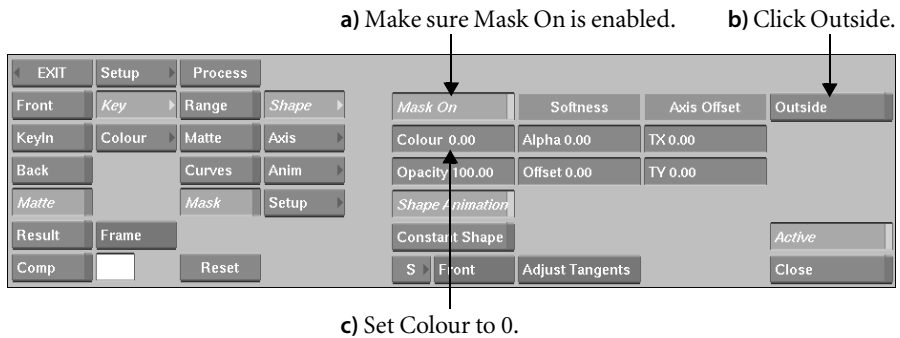 a) Make sure Mask On is enabled. b) Click Outside.
EXIT Setup Process
Front Key Range Shape Mask On Softness Axis Offset Outside
KeyIn Colour Matte Axis Colour 0.00 Alpha 0.00 TX 0.00
Back Curves Anim Opacity 100.00 Offset 0.00 TY 0.00
Matte Mask Setup Shape Animation
Result Frame Constant Shape Active
Comp Reset S Front Adjust Tangents Close
c) Set Colour to 0.